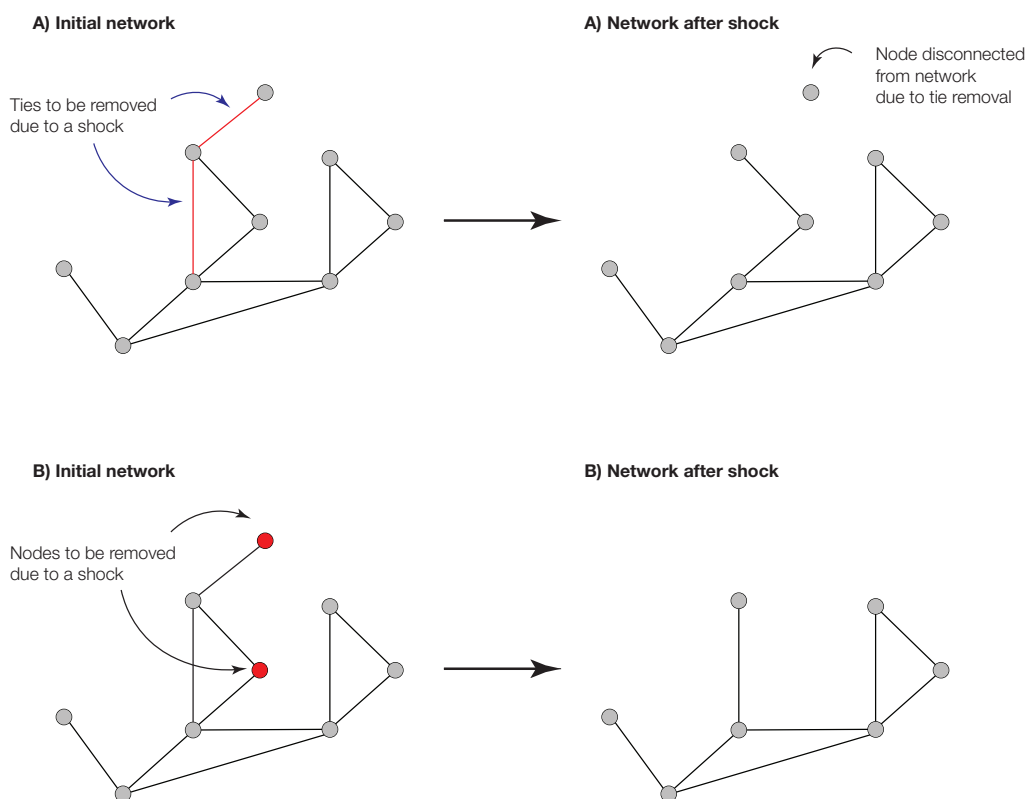 A) Initial network
A) Network after shock
Node disconnected
from network
due to tie removal
Ties to be removed
due to a shock
B) Initial network
B) Network after shock
Nodes to be removed
due to a shock